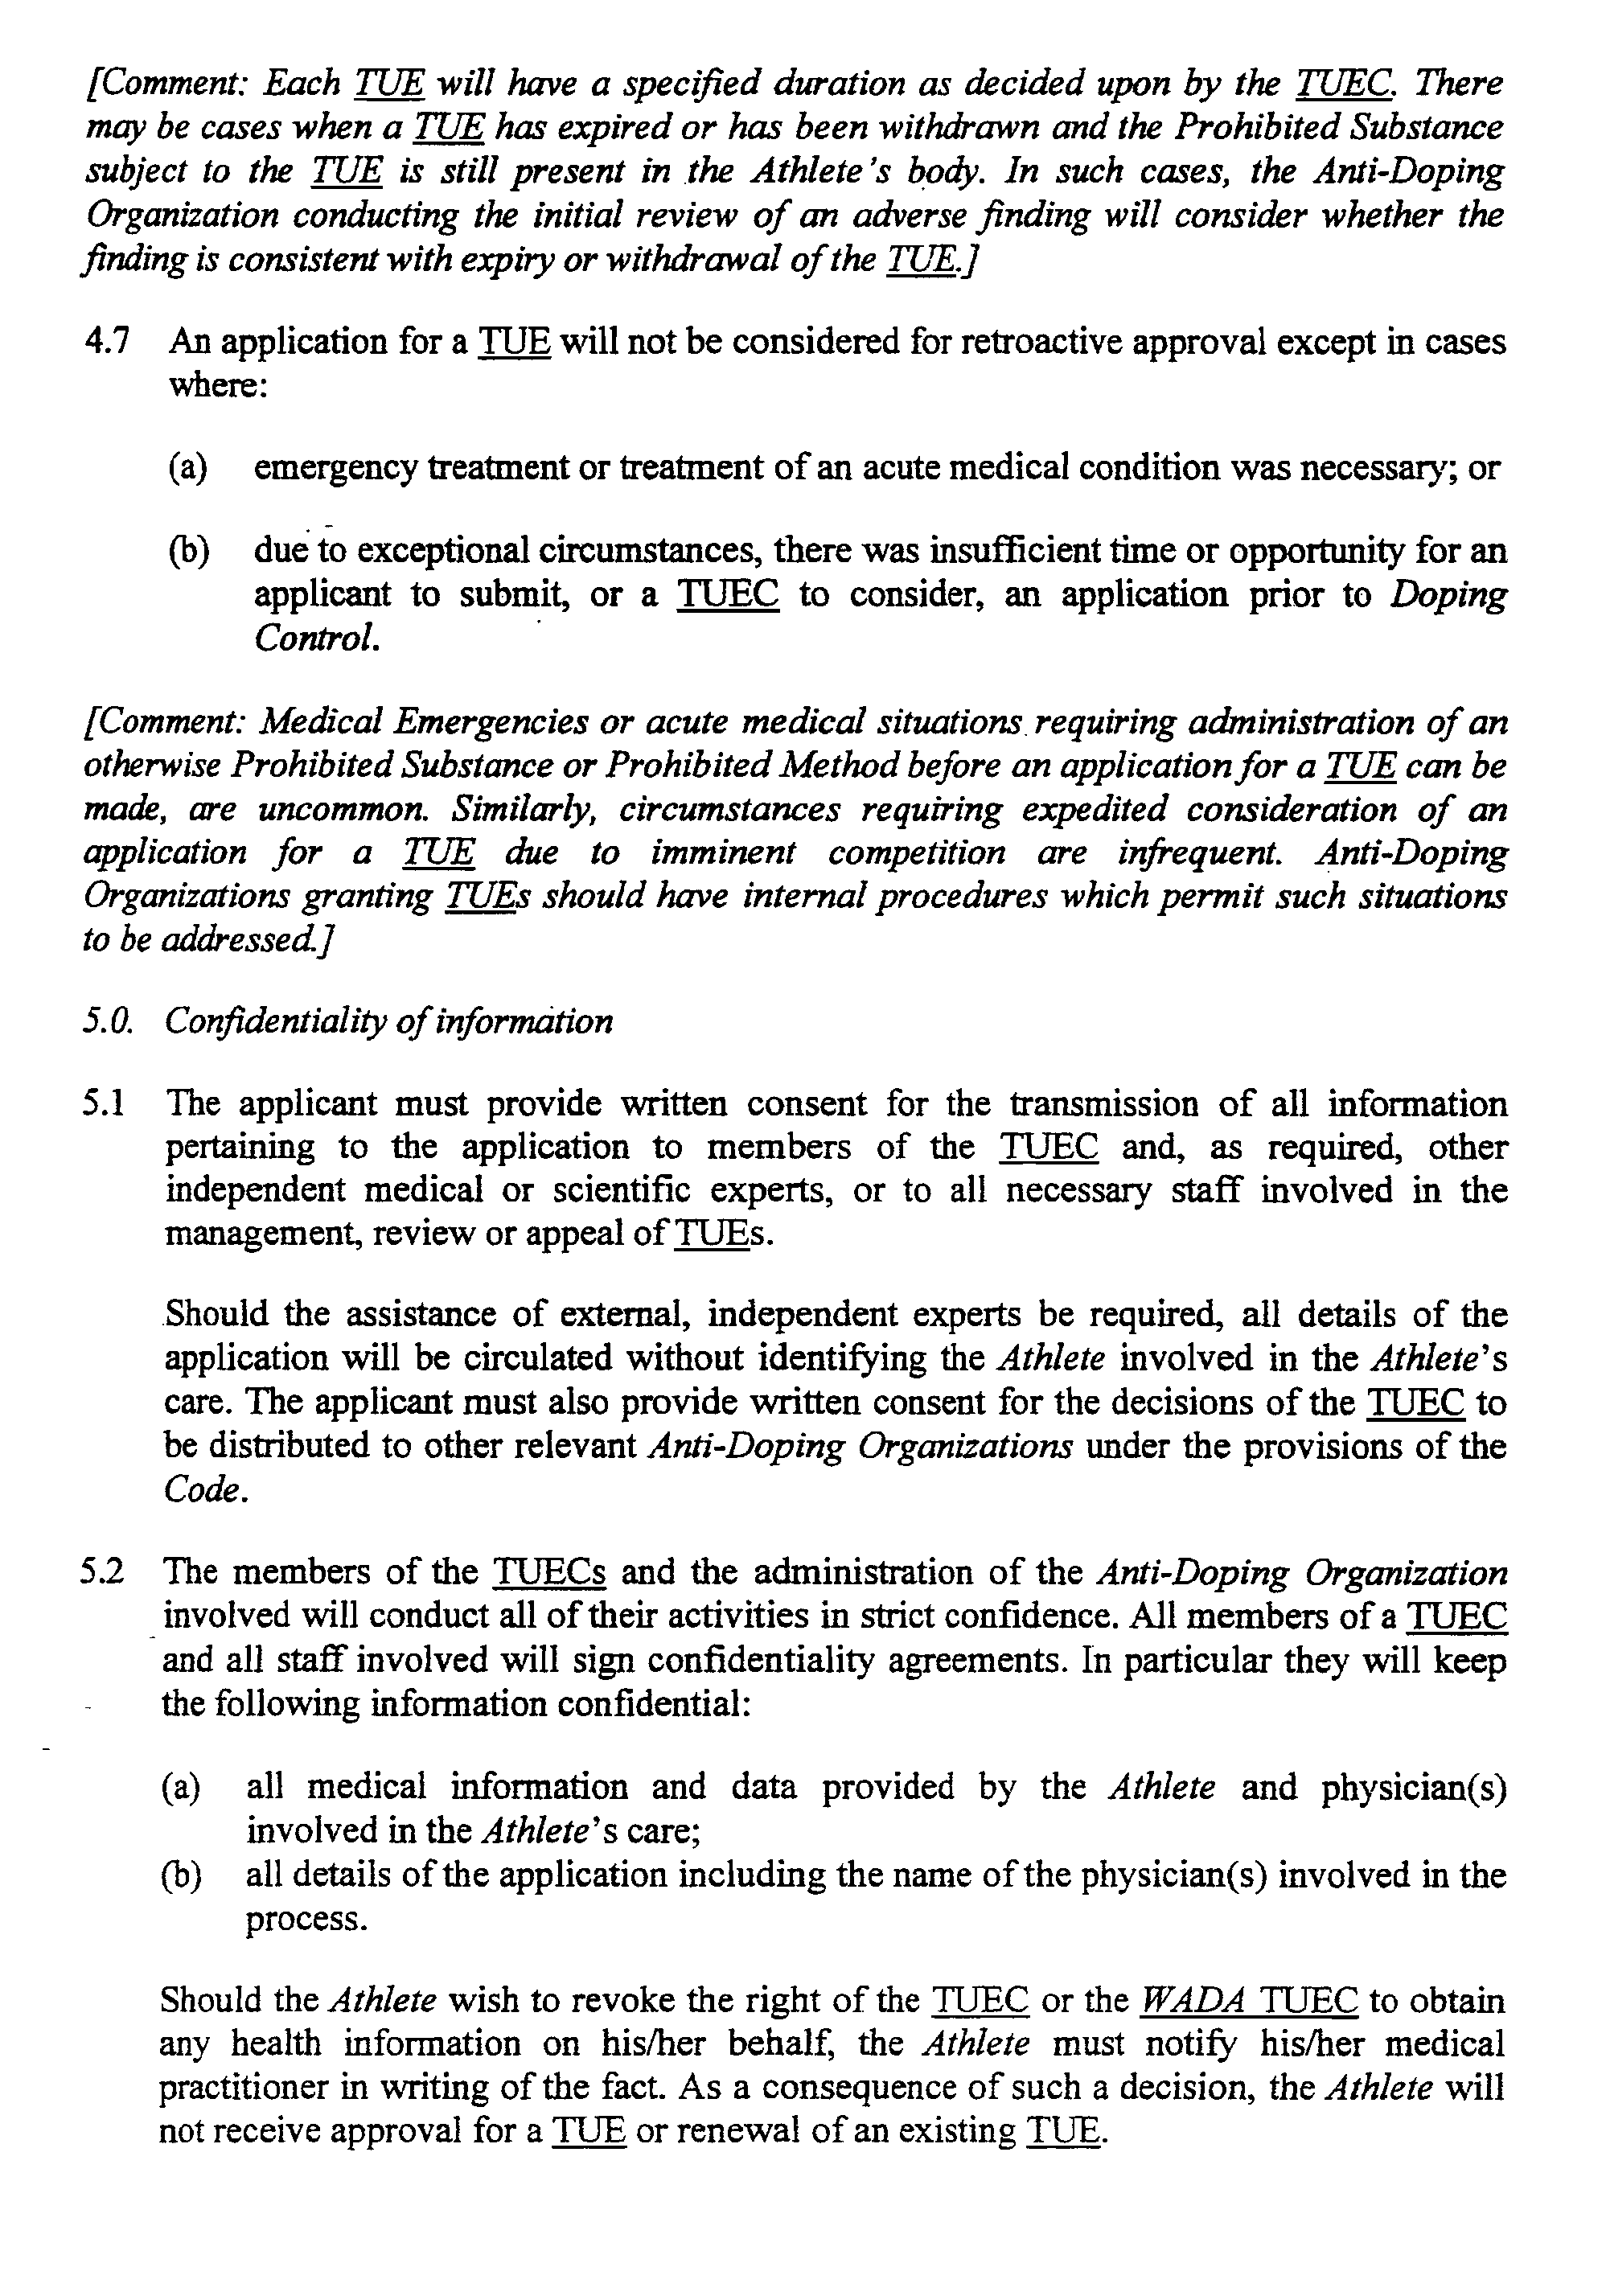 [Comment: Each TUE will have a specified duration as decided upon by the TUEC. There
may be cases when a TUE has expired or has been withdrawn and the Prohibited Substance
subject to the TUE is still present in the Athlete's body. In such cases, the Anti-Doping
Organization conducting the initial review of an adverse finding will consider whether the
finding is consistent with expiry or withdrawal of the TUE.]
4.7 An application for a TUE will not be considered for retroactive approval except in cases
where:
(a) emergency treatment or treatment of an acute medical condition was necessary; or
(b) due to exceptional circumstances, there was insufficient time or opportunity for an
applicant to submit, or a TUEC to consider, an application prior to Doping
Control.
[Comment: Medical Emergencies or acute medical situations requiring administration of an
otherwise Prohibited Substance or Prohibited Method before an application for a TUE can be
made, are uncommon. Similarly, circumstances requiring expedited consideration of an
application for a TUE due to imminent competition are infrequent. Anti-Doping
Organizations granting TUEs should have internal procedures which permit such situations
to be addressed.]
5.0. Confidentiality of information
5.1 The applicant must provide written consent for the transmission of all information
pertaining to the application to members of the TUEC and, as required, other
independent medical or scientific experts, or to all necessary staff involved in the
management, review or appeal of TUEs.
Should the assistance of external, independent experts be required, all details of the
application will be circulated without identifying the Athlete involved in the Athlete's
care. The applicant must also provide written consent for the decisions of the TUEC to
be distributed to other relevant Anti-Doping Organizations under the provisions of the
Code.
5.2 The members of the TUECs and the administration of the Anti-Doping Organization
involved will conduct all of their activities in strict confidence. All members of a TUEC
and all staff involved will sign confidentiality agreements. In particular they will keep
the following information confidential:
(a) all medical information and data provided by the Athlete and physician(s)
involved in the Athlete's care;
(b) all details of the application including the name of the physician(s) involved in the
process.
Should the Athlete wish to revoke the right of the TUEC or the WADA TUEC to obtain
any health information on his/her behalf, the Athlete must notify his/her medical
practitioner in writing of the fact. As a consequence of such a decision, the Athlete will
not receive approval for a TUE or renewal of an existing TUE.